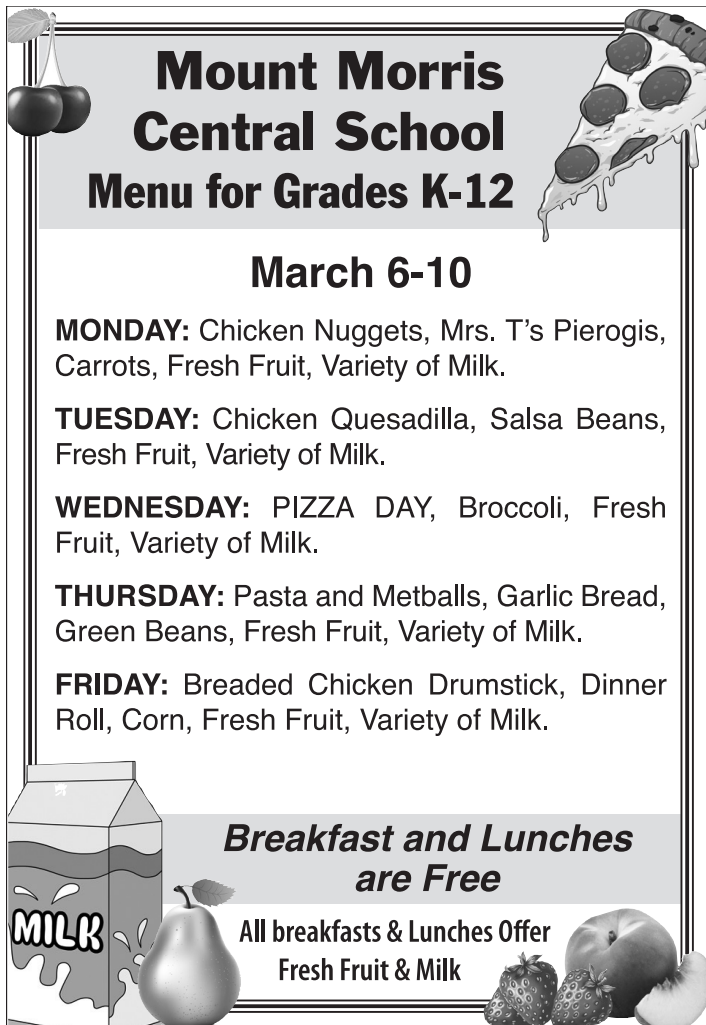 Mount Morris
Central School
Menu for Grades K-12
March 6-10
MONDAY: Chicken Nuggets, Mrs. T's Pierogis,
Carrots, Fresh Fruit, Variety of Milk.
TUESDAY: Chicken Quesadilla, Salsa Beans,
Fresh Fruit, Variety of Milk.
WEDNESDAY: PIZZA DAY, Broccoli, Fresh
Fruit, Variety of Milk.
THURSDAY: Pasta and Metballs, Garlic Bread,
Green Beans, Fresh Fruit, Variety of Milk.
FRIDAY: Breaded Chicken Drumstick, Dinner
Roll, Corn, Fresh Fruit, Variety of Milk.
Breakfast and Lunches
are Free
MILK
All breakfasts & Lunches Offer
Fresh Fruit & Milk